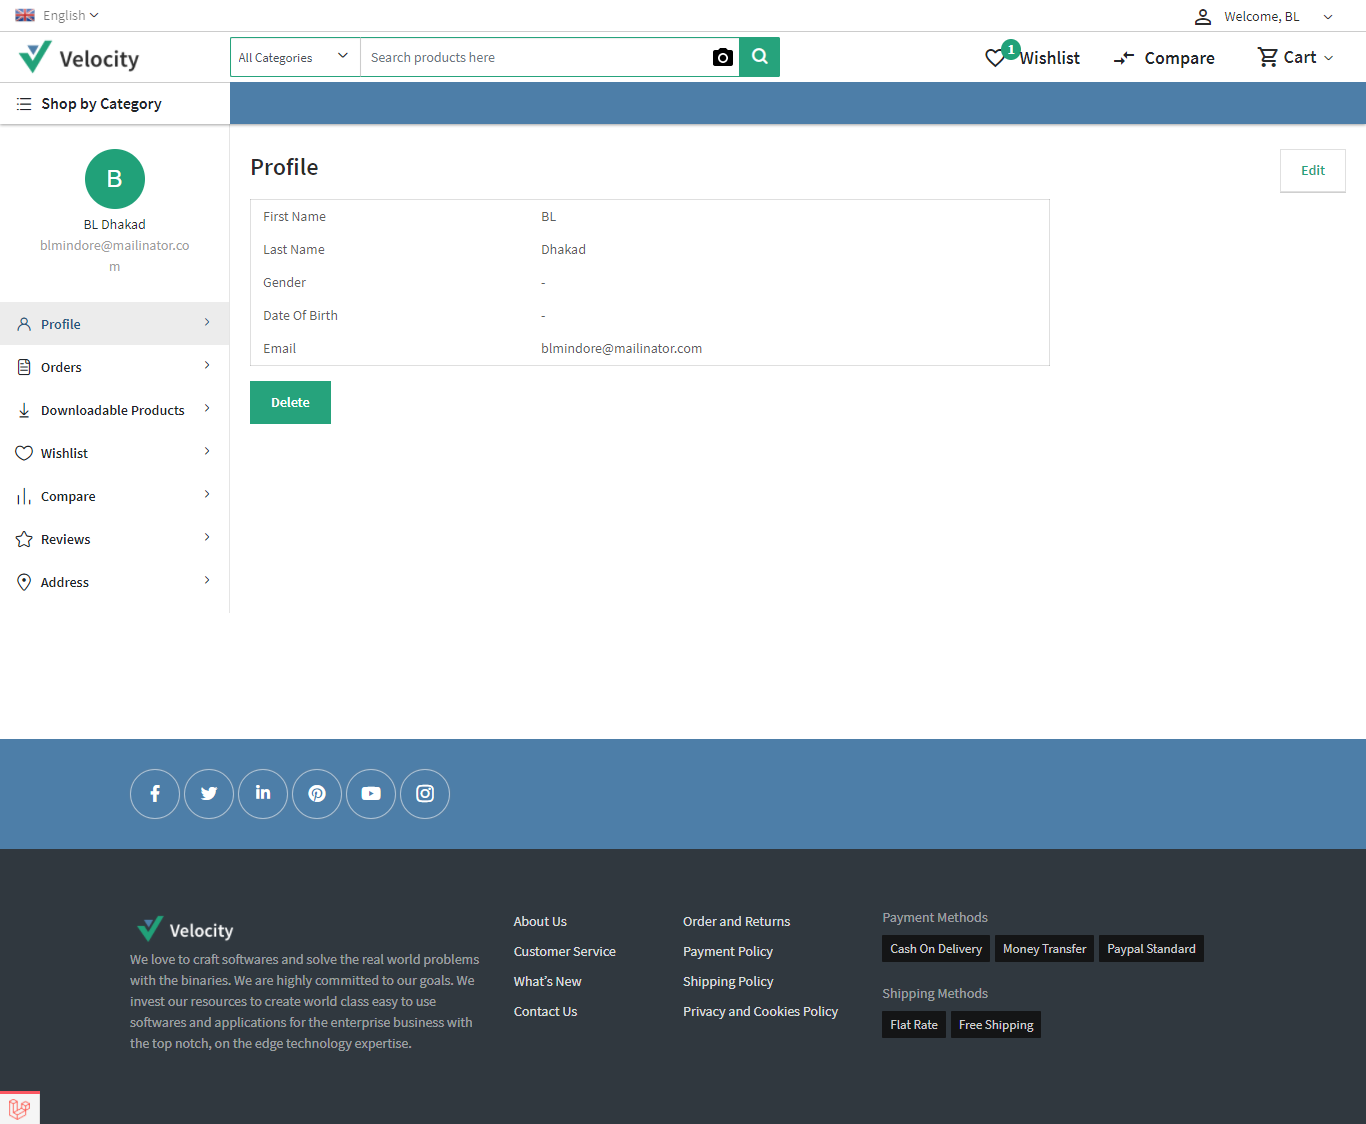 English
Welcome, BL
Velocity
All Categories
Search products here
1
Wishlist
Compare
Cart
Shop by Category
B
BL Dhakad
blmindore@mailinator.co
m
Profile
Orders
Downloadable Products
Wishlist
Compare
Reviews
Address
Profile
Edit
First Name BL
Last Name Dhakad
Gender -
Date Of Birth -
Email blmindore@mailinator.com
Delete
Velocity
We love to craft softwares and solve the real world problems
with the binaries. We are highly committed to our goals. We
invest our resources to create world class easy to use
softwares and applications for the enterprise business with
the top notch, on the edge technology expertise.
About Us
Customer Service
What's New
Contact Us
Order and Returns
Payment Policy
Shipping Policy
Privacy and Cookies Policy
Payment Methods
Cash On Delivery Money Transfer Paypal Standard
Shipping Methods
Flat Rate Free Shipping